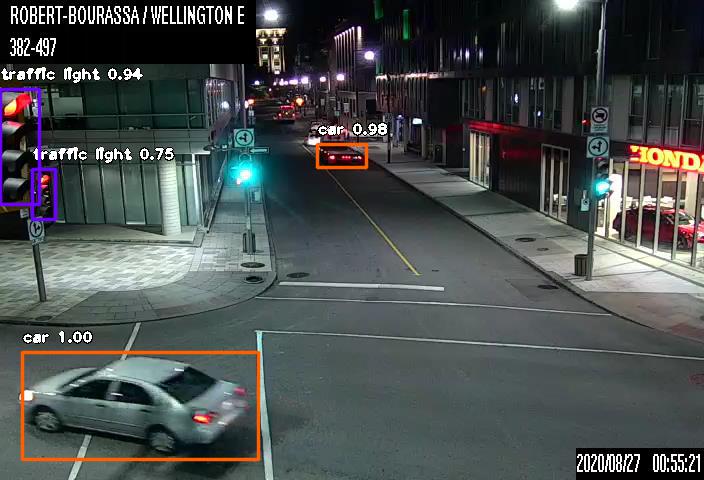 ROBERT-BOURASSA / WELLINGTON E
382-497
traffic light 0.94
car 0.98
traffic light 0.75
HONDA
car 1.00
2020/08/27 00:55:21